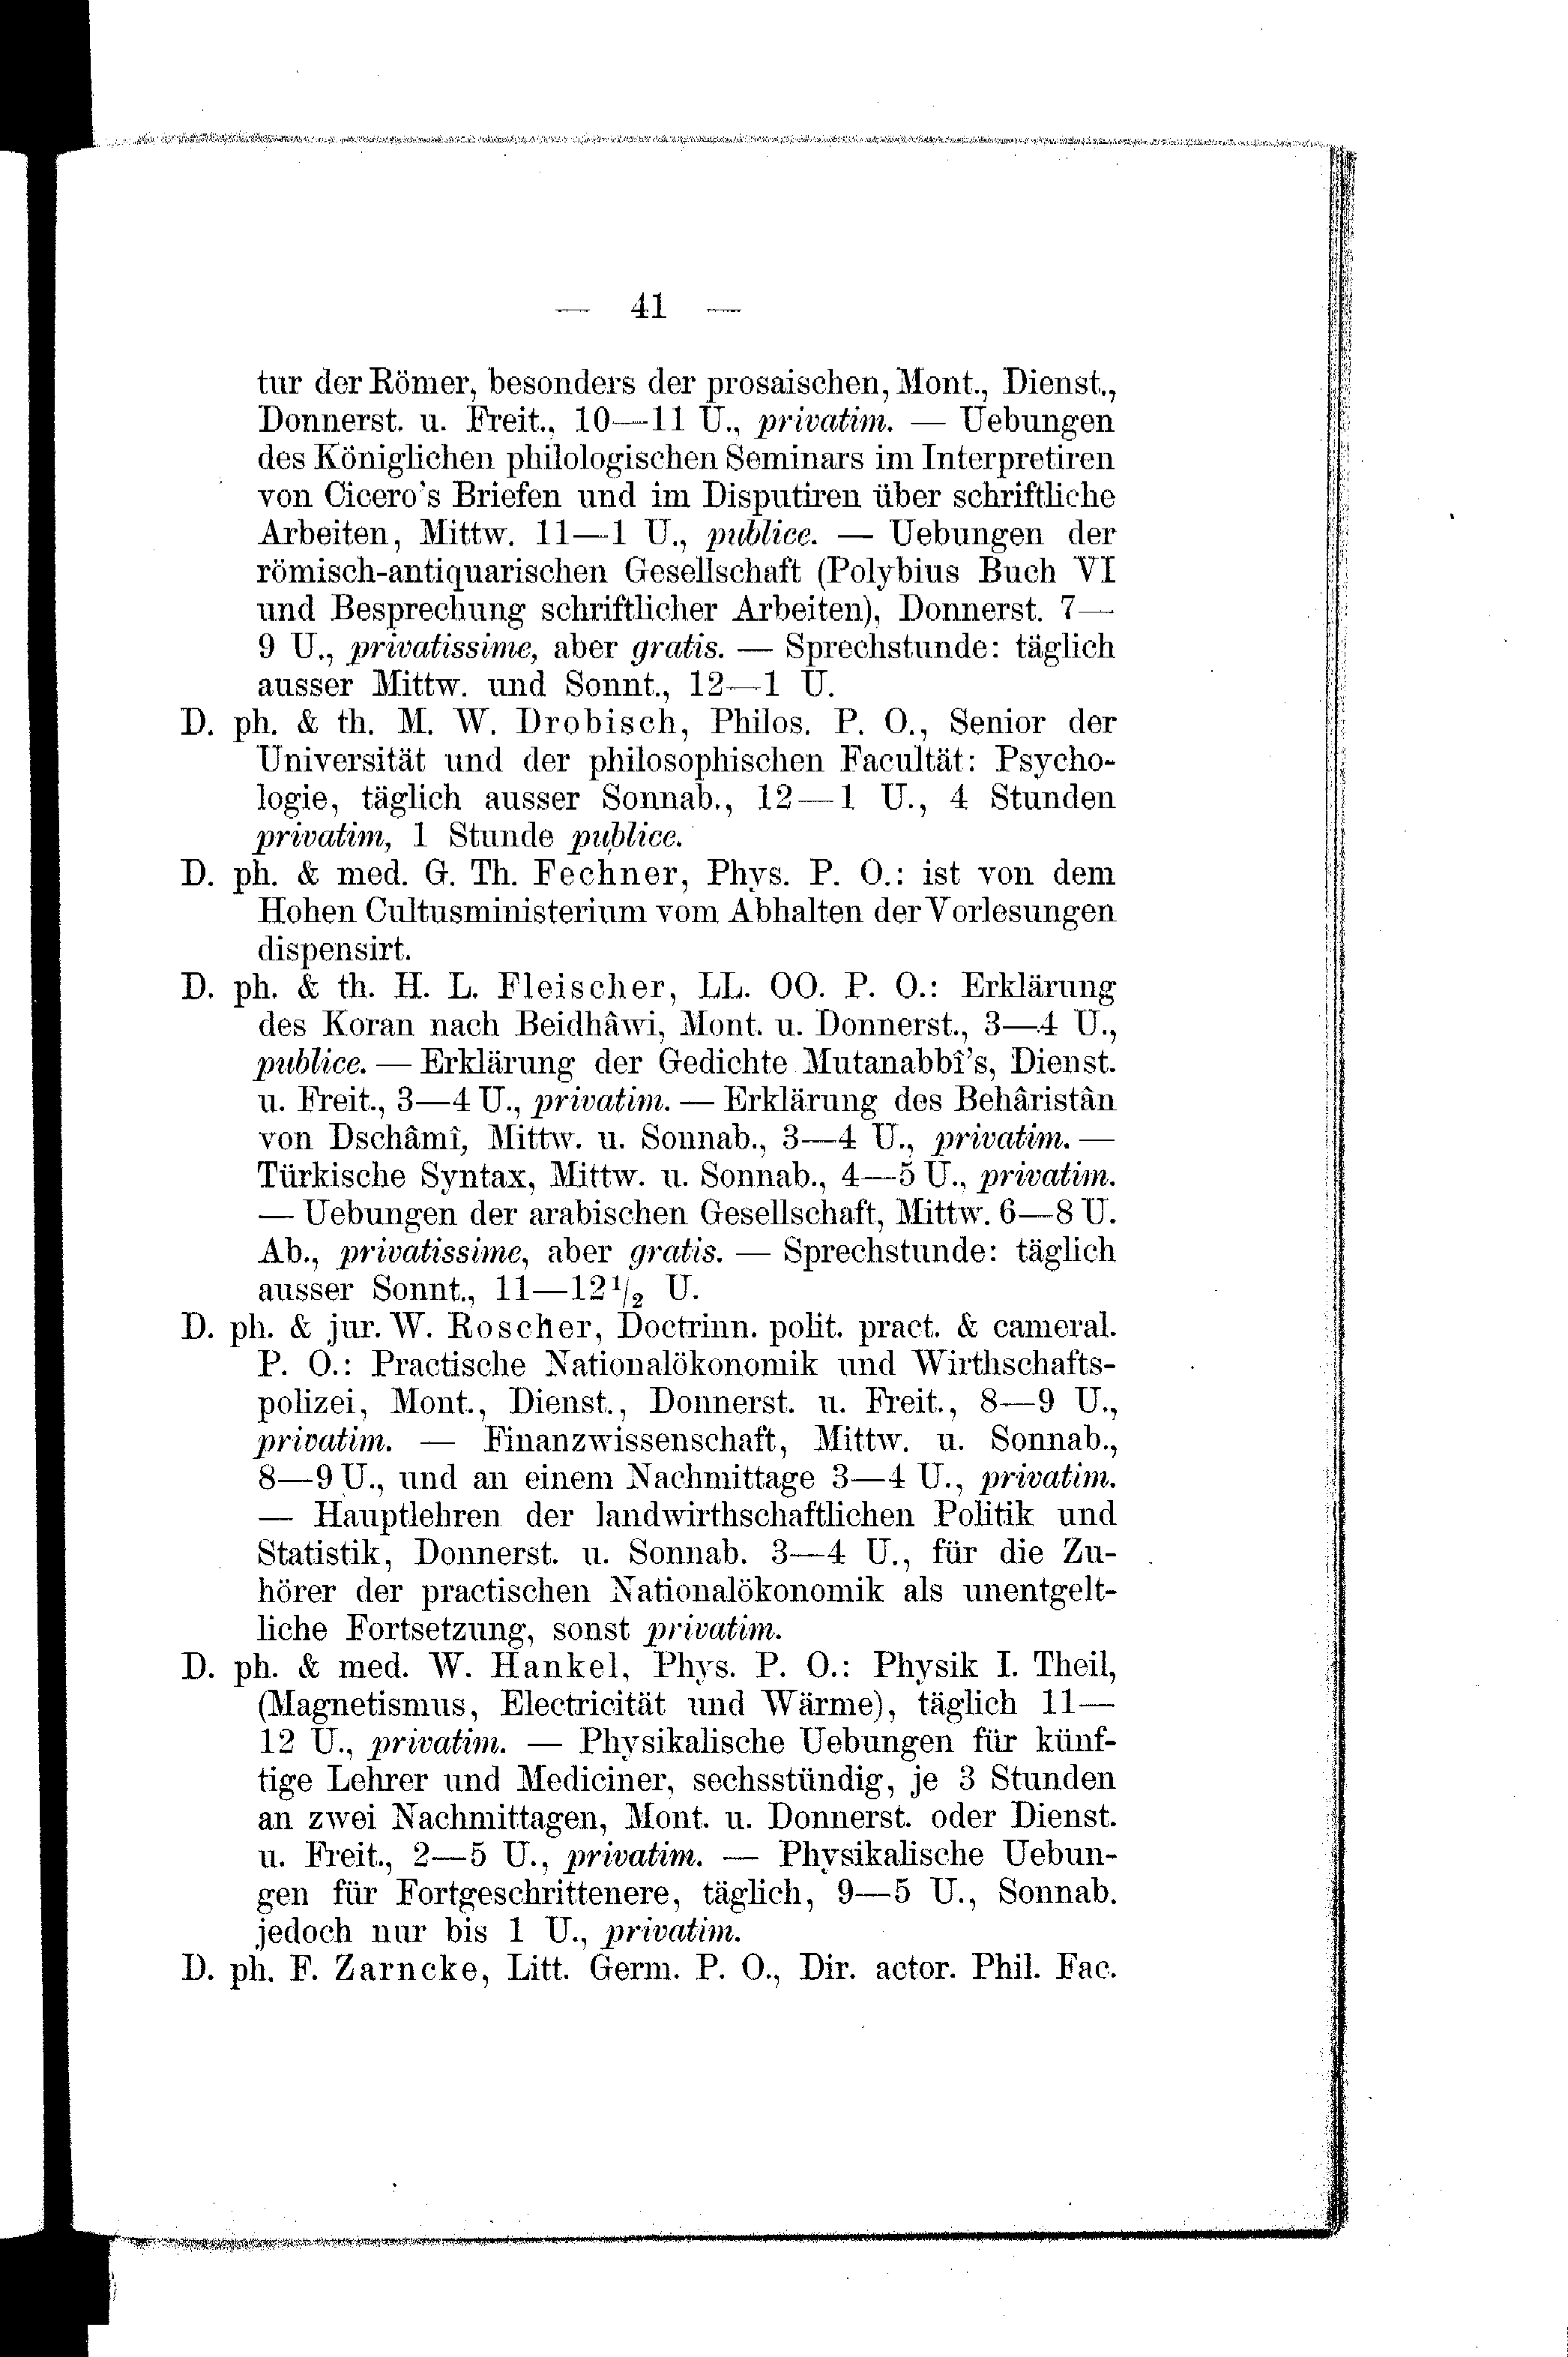 — 41 —
tur der Römer, besonders der prosaischen, Mont., Dienst.,
Donnerst. u. Freit., 10—11 U., privatim. — Uebungen
des Königlichen philologischen Seminars im Interpretiren
von Cicero's Briefen und im Disputiren über schriftliche
Arbeiten, Mittw. 11—1 U., publice. — Uebungen der
römisch-antiquarischen Gesellschaft (Polybius Buch VI
und Besprechung schriftlicher Arbeiten), Donnerst. 7—
9 U., privatissime, aber gratis. — Sprechstunde: täglich
ausser Mittw. und Sonnt., 12—1 U.
D. ph. & th. M. W. Drobisch, Philos. P. O., Senior der
Universität und der philosophischen Facultät: Psycho-
logie, täglich ausser Sonnab., 12—1 U., 4 Stunden
privatim, 1 Stunde publice.
D. ph. & med. G. Th. Fechner, Phys. P. O.: ist von dem
Hohen Cultusministerium vom Abhalten der Vorlesungen
dispensirt.
D. ph. & th. H. L. Fleischer, LL. OO. P. O.: Erklärung
des Koran nach Beidhâwi, Mont. u. Donnerst., 3—4 U.,
publice. — Erklärung der Gedichte Mutanabbî's, Dienst.
u. Freit., 3—4 U., privatim. — Erklärung des Behâristân
von Dschâmî, Mittw. u. Sonnab., 3—4 U., privatim. —
Türkische Syntax, Mittw. u. Sonnab., 4—5 U., privatim.
— Uebungen der arabischen Gesellschaft, Mittw. 6—8 U.
Ab., privatissime, aber gratis. — Sprechstunde: täglich
ausser Sonnt., 11—12 1/2 U.
D. ph. & jur. W. Roscher, Doctrinn. polit. pract. & cameral.
P. O.: Practische Nationalökonomik und Wirthschafts-
polizei, Mont., Dienst., Donnerst. u. Freit., 8—9 U.,
privatim. — Finanzwissenschaft, Mittw. u. Sonnab.,
8—9 U., und an einem Nachmittage 3—4 U., privatim.
— Hauptlehren der landwirthschaftlichen Politik und
Statistik, Donnerst. u. Sonnab. 3—4 U., für die Zu-
hörer der practischen Nationalökonomik als unentgelt-
liche Fortsetzung, sonst privatim.
D. ph. & med. W. Hankel, Phys. P. O.: Physik I. Theil,
(Magnetismus, Electricität und Wärme), täglich 11—
12 U., privatim. — Physikalische Uebungen für künf-
tige Lehrer und Mediciner, sechsstündig, je 3 Stunden
an zwei Nachmittagen, Mont. u. Donnerst. oder Dienst.
u. Freit., 2—5 U., privatim. — Physikalische Uebun-
gen für Fortgeschrittenere, täglich, 9—5 U., Sonnab.
jedoch nur bis 1 U., privatim.
D. ph. F. Zarncke, Litt. Germ. P. O., Dir. actor. Phil. Fac.